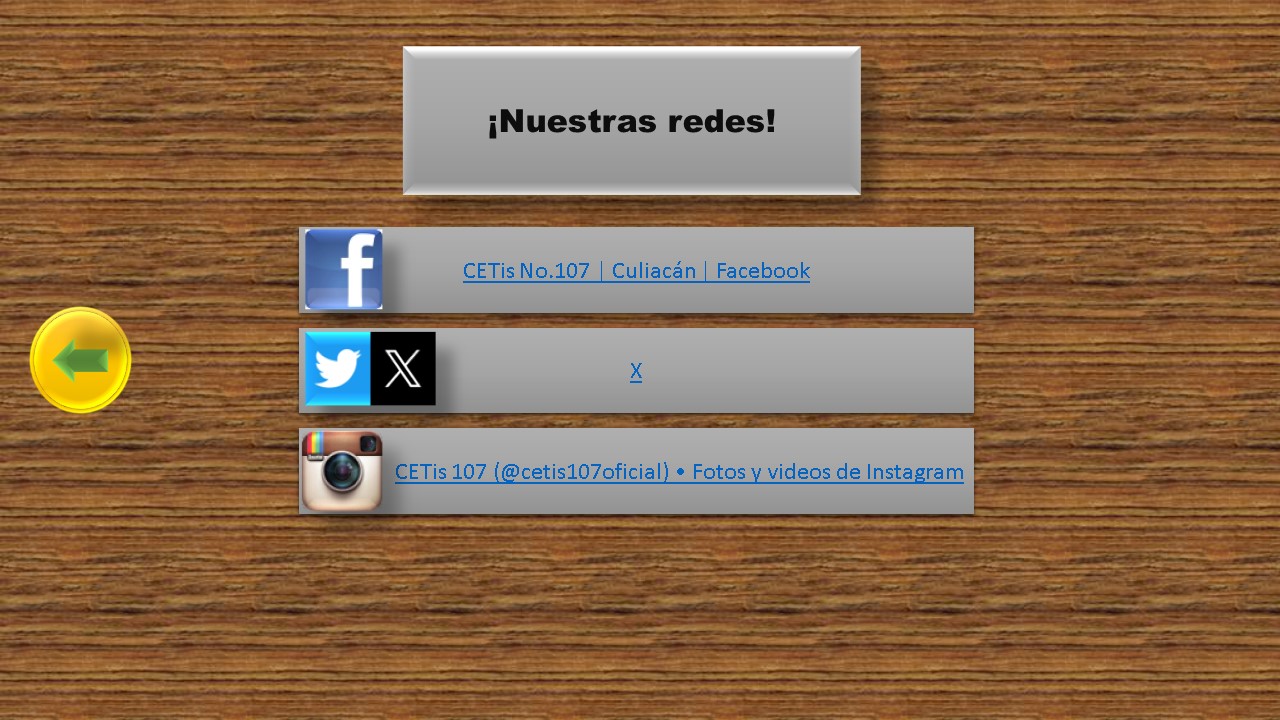 ¡Nuestras redes!
CETis No.107 | Culiacán | Facebook
X
CETis 107 (@cetis107oficial) • Fotos y videos de Instagram